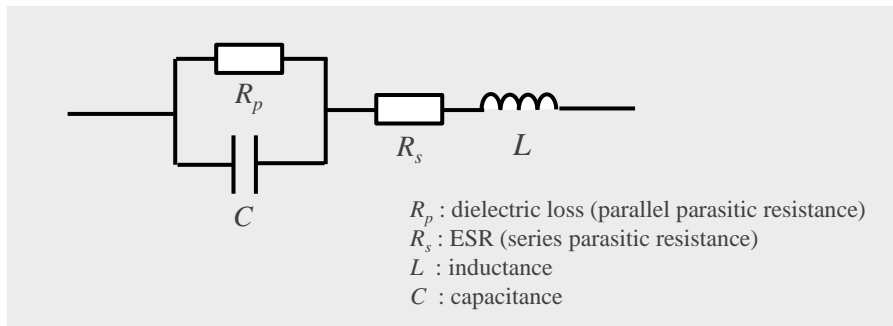 Rp
Rs
L
C
Rp : dielectric loss (parallel parasitic resistance)
Rs : ESR (series parasitic resistance)
L : inductance
C : capacitance